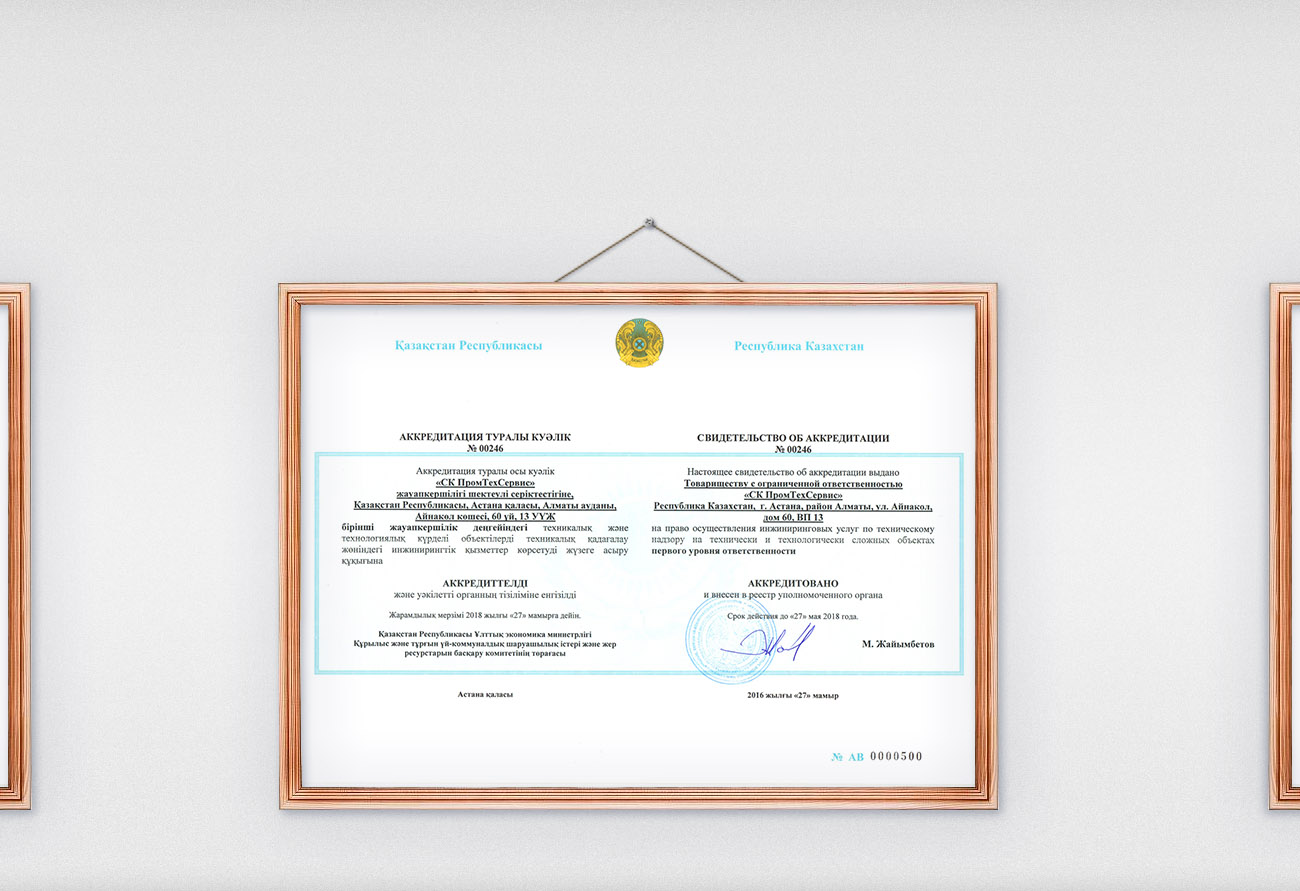 Қазақстан Республикасы
Республика Казахстан
АККРЕДИТАЦИЯ ТУРАЛЫ КУӘЛІК
№ 00246
Аккредитация туралы осы куәлік
«СК ПромТехСервис»
жауапкершілігі шектеулі серіктестігіне,
Қазақстан Республикасы, Астана қаласы, Алматы ауданы,
Айнакол көшесі, 60 үй, 13 ҮҮЖ
бірінші жауапкершілік деңгейіндегі техникалық және
технологиялық күрделі объектілерді техникалық қадағалау
жөніндегі инжинирингтік қызметтер көрсетуді жүзеге асыру
құқығына
АККРЕДИТТЕЛДІ
және уәкілетті органның тізіліміне енгізілді
Жарамдылық мерзімі 2018 жылғы «27» мамырға дейін.
Қазақстан Республикасы Ұлттық экономика министрлігі
Құрылыс және тұрғын үй-коммуналдық шаруашылық істері және жер
ресурстарын басқару комитетінің төрағасы
Астана қаласы
СВИДЕТЕЛЬСТВО ОБ АККРЕДИТАЦИИ
№ 00246
Настоящее свидетельство об аккредитации выдано
Товариществу с ограниченной ответственностью
«СК ПромТехСервис»
Республика Казахстан, г. Астана, район Алматы, ул. Айнакол,
дом 60, ВП 13
на право осуществления инжиниринговых услуг по техническому
надзору на технически и технологически сложных объектах
первого уровня ответственности
АККРЕДИТОВАНО
и внесен в реестр уполномоченного органа
Срок действия до «27» мая 2018 года.
М. Жайымбетов
2016 жылғы «27» мамыр
№ АВ 0000500